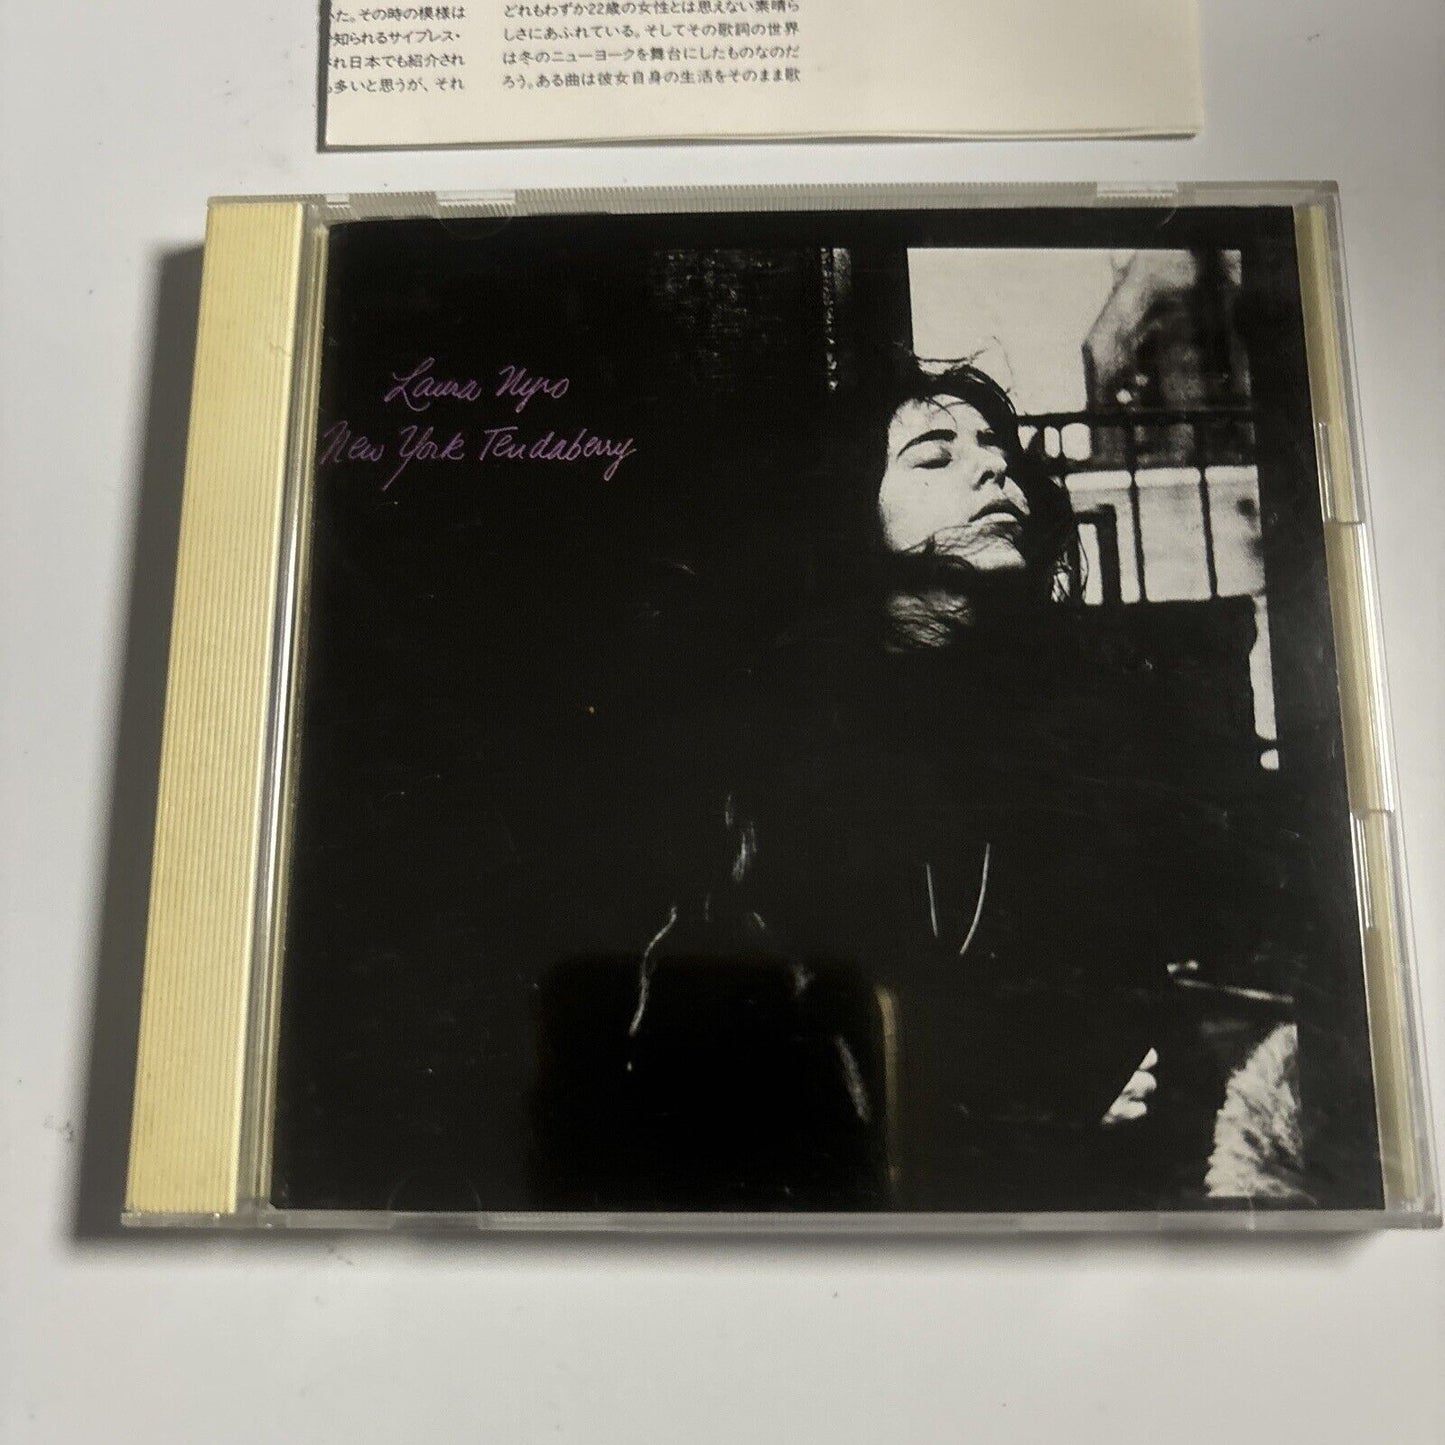 た。その時の模様は
知られるサイプレス・
れ日本でも紹介され
多いと思うが、それ
どれもわずか22歳の女性とは思えない素晴ら
しさにあふれている。そしてその歌詞の世界
は冬のニューヨークを舞台にしたものなのだ
ろう。ある曲は彼女自身の生活をそのまま歌
Laura Nyro
New York Tendaberry